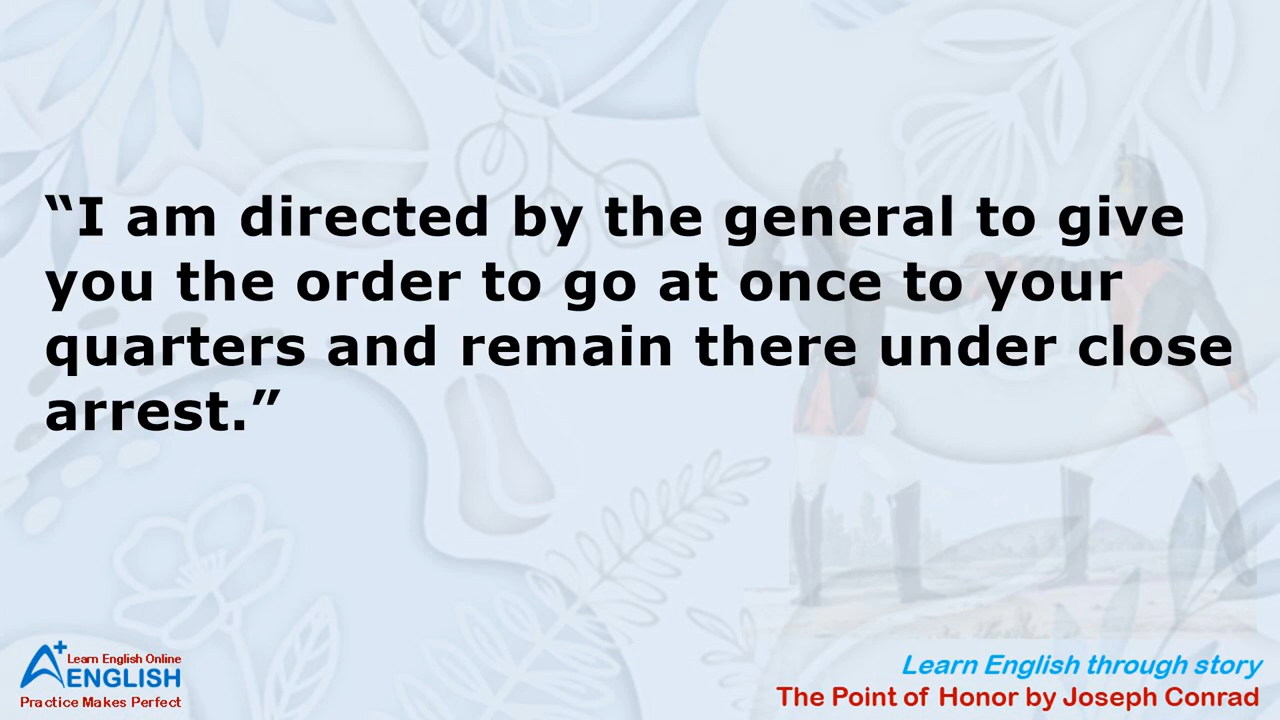 “I am directed by the general to give
you the order to go at once to your
quarters and remain there under close
arrest.”
A+ Learn English Online
ENGLISH
Practice Makes Perfect
Learn English through story
The Point of Honor by Joseph Conrad